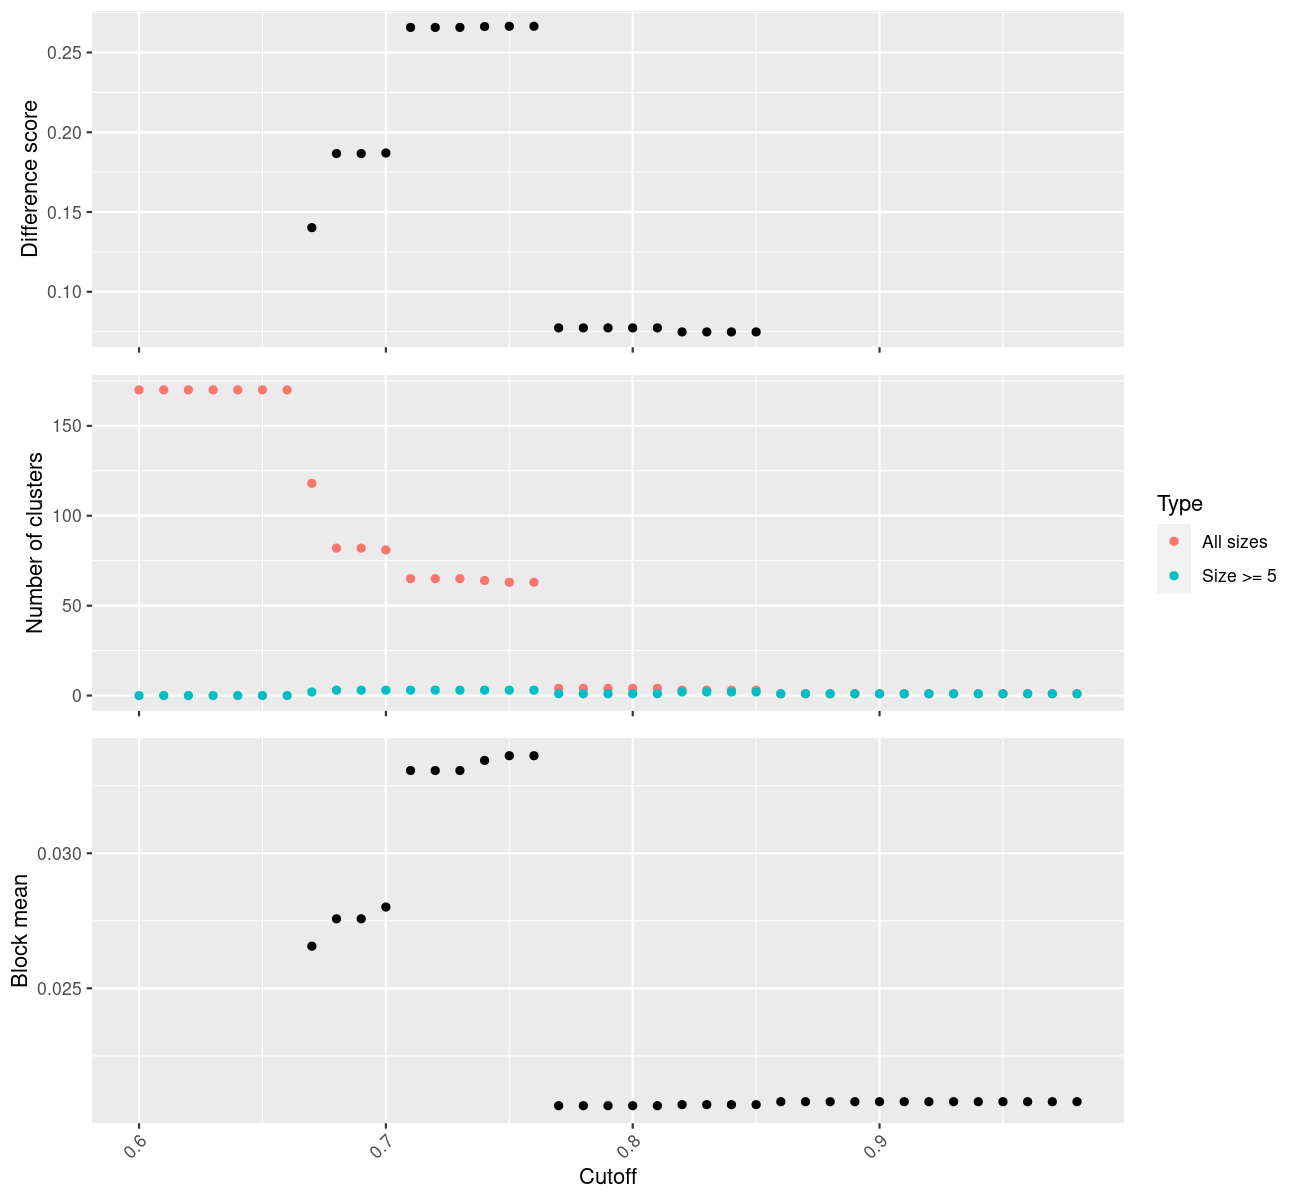 0.25
0.20
0.15
0.10
Difference score
150
100
50
0
Number of clusters
Type
All sizes
Size >= 5
0.030
0.025
Block mean
0.6
0.7
0.8
0.9
Cutoff